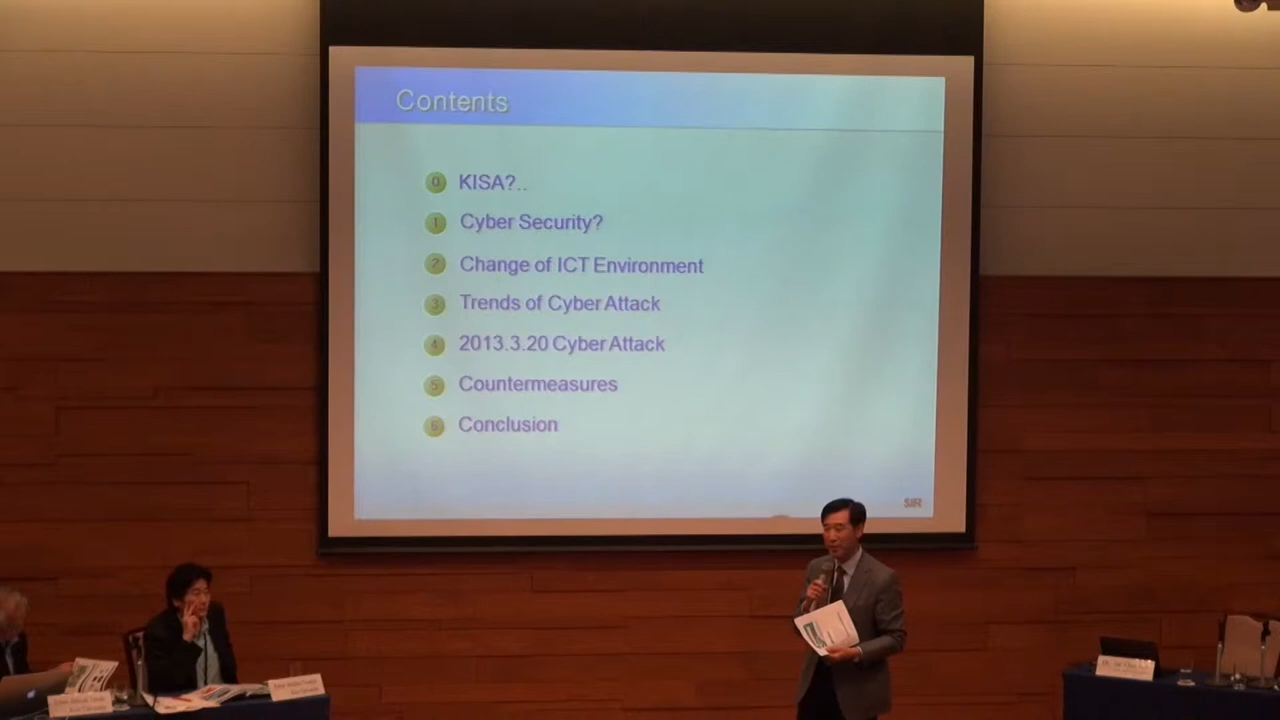 Contents
0 KISA?..
1 Cyber Security?
2 Change of ICT Environment
3 Trends of Cyber Attack
4 2013.3.20 Cyber Attack
5 Countermeasures
6 Conclusion